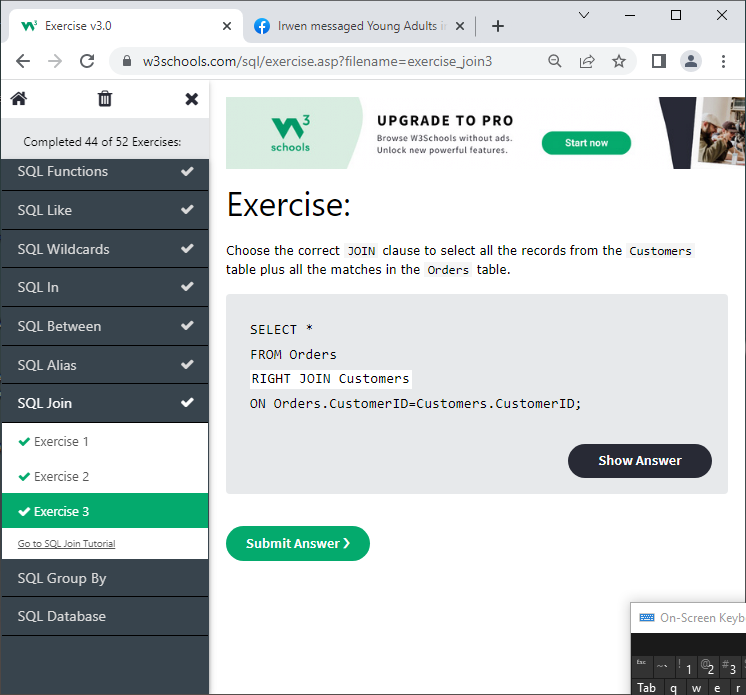 Exercise v3.0
Irwen messaged Young Adults i
w3schools.com/sql/exercise.asp?filename=exercise_join3
Completed 44 of 52 Exercises:
SQL Functions
SQL Like
SQL Wildcards
SQL In
SQL Between
SQL Alias
SQL Join
Exercise 1
Exercise 2
Exercise 3
Go to SQL Join Tutorial
SQL Group By
SQL Database
W3
schools
UPGRADE TO PRO
Browse W3Schools without ads.
Unlock new powerful features.
Start now
Exercise:
Choose the correct JOIN clause to select all the records from the Customers
table plus all the matches in the Orders table.
SELECT *
FROM Orders
RIGHT JOIN Customers
ON Orders.CustomerID=Customers.CustomerID;
Show Answer
Submit Answer ❯
On-Screen Keyb
Esc ~ ` ! 1 @ 2 # 3
Tab q w e r